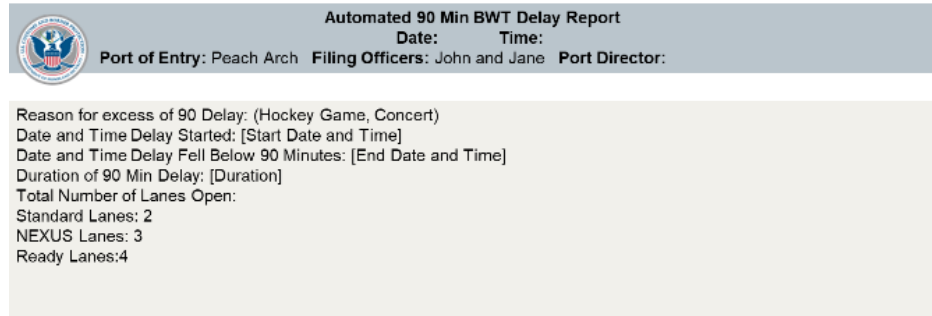 Automated 90 Min BWT Delay Report
Date: Time:
Port of Entry: Peach Arch Filing Officers: John and Jane Port Director:
Reason for excess of 90 Delay: (Hockey Game, Concert)
Date and Time Delay Started: [Start Date and Time]
Date and Time Delay Fell Below 90 Minutes: [End Date and Time]
Duration of 90 Min Delay: [Duration]
Total Number of Lanes Open:
Standard Lanes: 2
NEXUS Lanes: 3
Ready Lanes:4